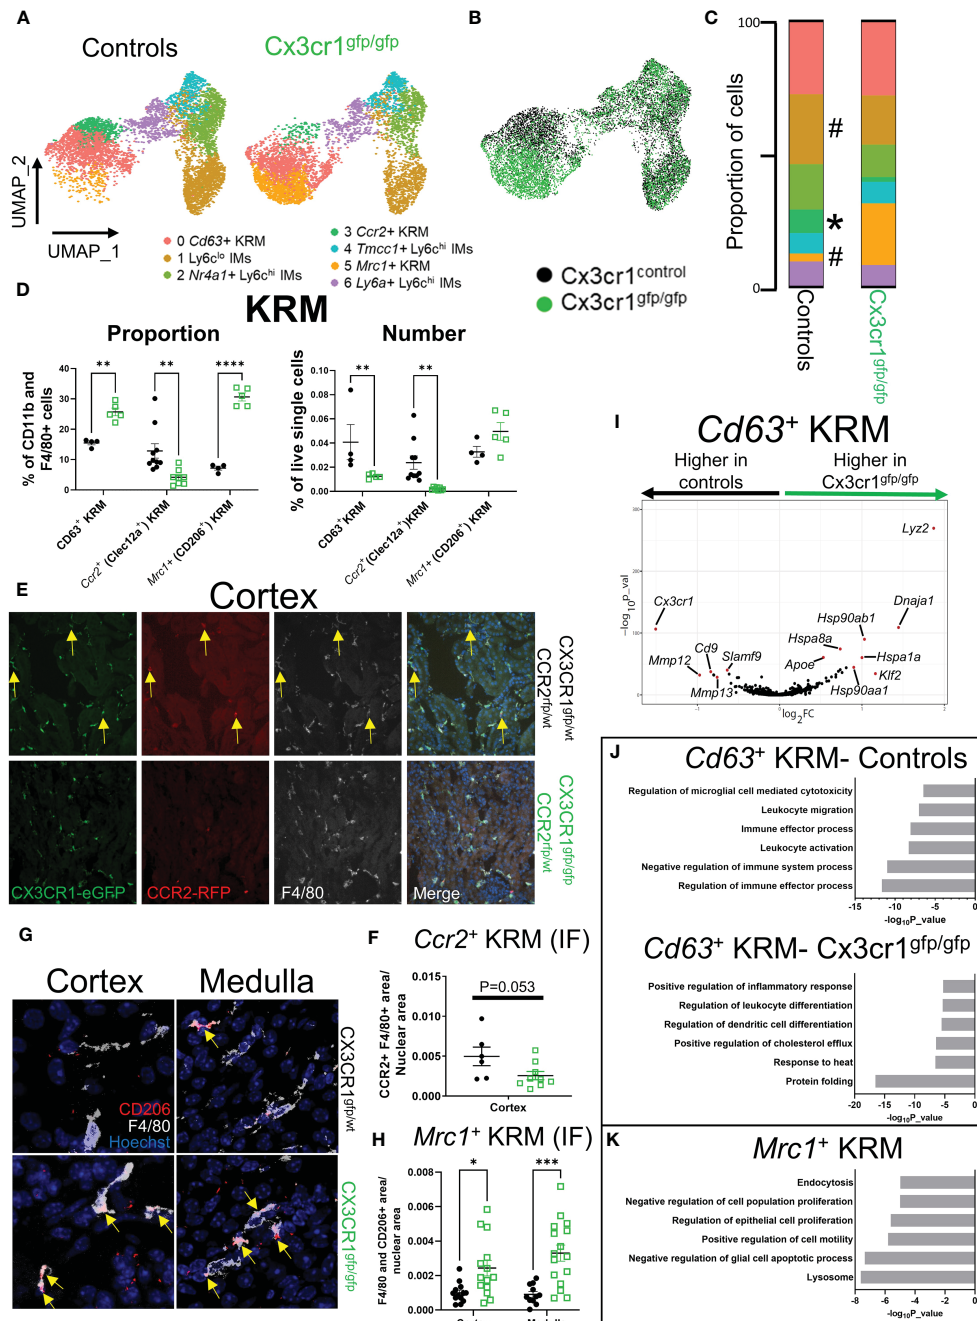 A
Controls
Cx3cr1gfp/gfp
UMAP_2
UMAP_1
0 Cd63+ KRM
1 Ly6clo IMs
2 Nr4a1+ Ly6chi IMs
3 Ccr2+ KRM
4 Tmcc1+ Ly6chi IMs
5 Mrc1+ KRM
6 Ly6a+ Ly6chi IMs
B
Cx3cr1control
Cx3cr1gfp/gfp
C
Proportion of cells
100
50
0
#
*
#
Controls
Cx3cr1gfp/gfp
D
KRM
Proportion
% of CD11b and
F4/80+ cells
40
30
20
10
0
**
**
****
CD63+ KRM
Ccr2+ (Clec12a+) KRM
Mrc1+ (CD206+) KRM
Number
% of live single cells
0.10
0.08
0.06
0.04
0.02
0.00
**
**
CD63+KRM
Ccr2+ (Clec12a+)KRM
Mrc1+ (CD206+) KRM
E
Cortex
CX3CR1gfp/wt
CCR2rfp/wt
CX3CR1gfp/gfp
CCR2rfp/wt
CX3CR1-eGFP
CCR2-RFP
F4/80
Merge
F
Ccr2+ KRM (IF)
CCR2+ F4/80+ area/
Nuclear area
0.015
0.010
0.005
0.000
P=0.053
Cortex
G
Cortex
Medulla
CD206
F4/80
Hoechst
CX3CR1gfp/wt
CX3CR1gfp/gfp
H
Mrc1+ KRM (IF)
F4/80 and CD206+ area/
nuclear area
0.008
0.006
0.004
0.002
0.000
*
***
Cortex
Medulla
I
Cd63+ KRM
Higher in
controls
Higher in
Cx3cr1gfp/gfp
-log10p_val
300
200
100
0
Lyz2
Cx3cr1
Dnaja1
Hsp90ab1
Hspa8a
Cd9
Slamf9
Apoe
Hspa1a
Mmp12
Klf2
Mmp13
Hsp90aa1
-1
0
1
2
log2FC
J
Cd63+ KRM- Controls
Regulation of microglial cell mediated cytotoxicity
Leukocyte migration
Immune effector process
Leukocyte activation
Negative regulation of immune system process
Regulation of immune effector process
-15
-10
-5
0
-log10P_value
Cd63+ KRM- Cx3cr1gfp/gfp
Positive regulation of inflammatory response
Regulation of leukocyte differentiation
Regulation of dendritic cell differentiation
Positive regulation of cholesterol efflux
Response to heat
Protein folding
-20
-15
-10
-5
0
-log10P_value
K
Mrc1+ KRM
Endocytosis
Negative regulation of cell population proliferation
Regulation of epithelial cell proliferation
Positive regulation of cell motility
Negative regulation of glial cell apoptotic process
Lysosome
-8
-6
-4
-2
0
-log10P_value